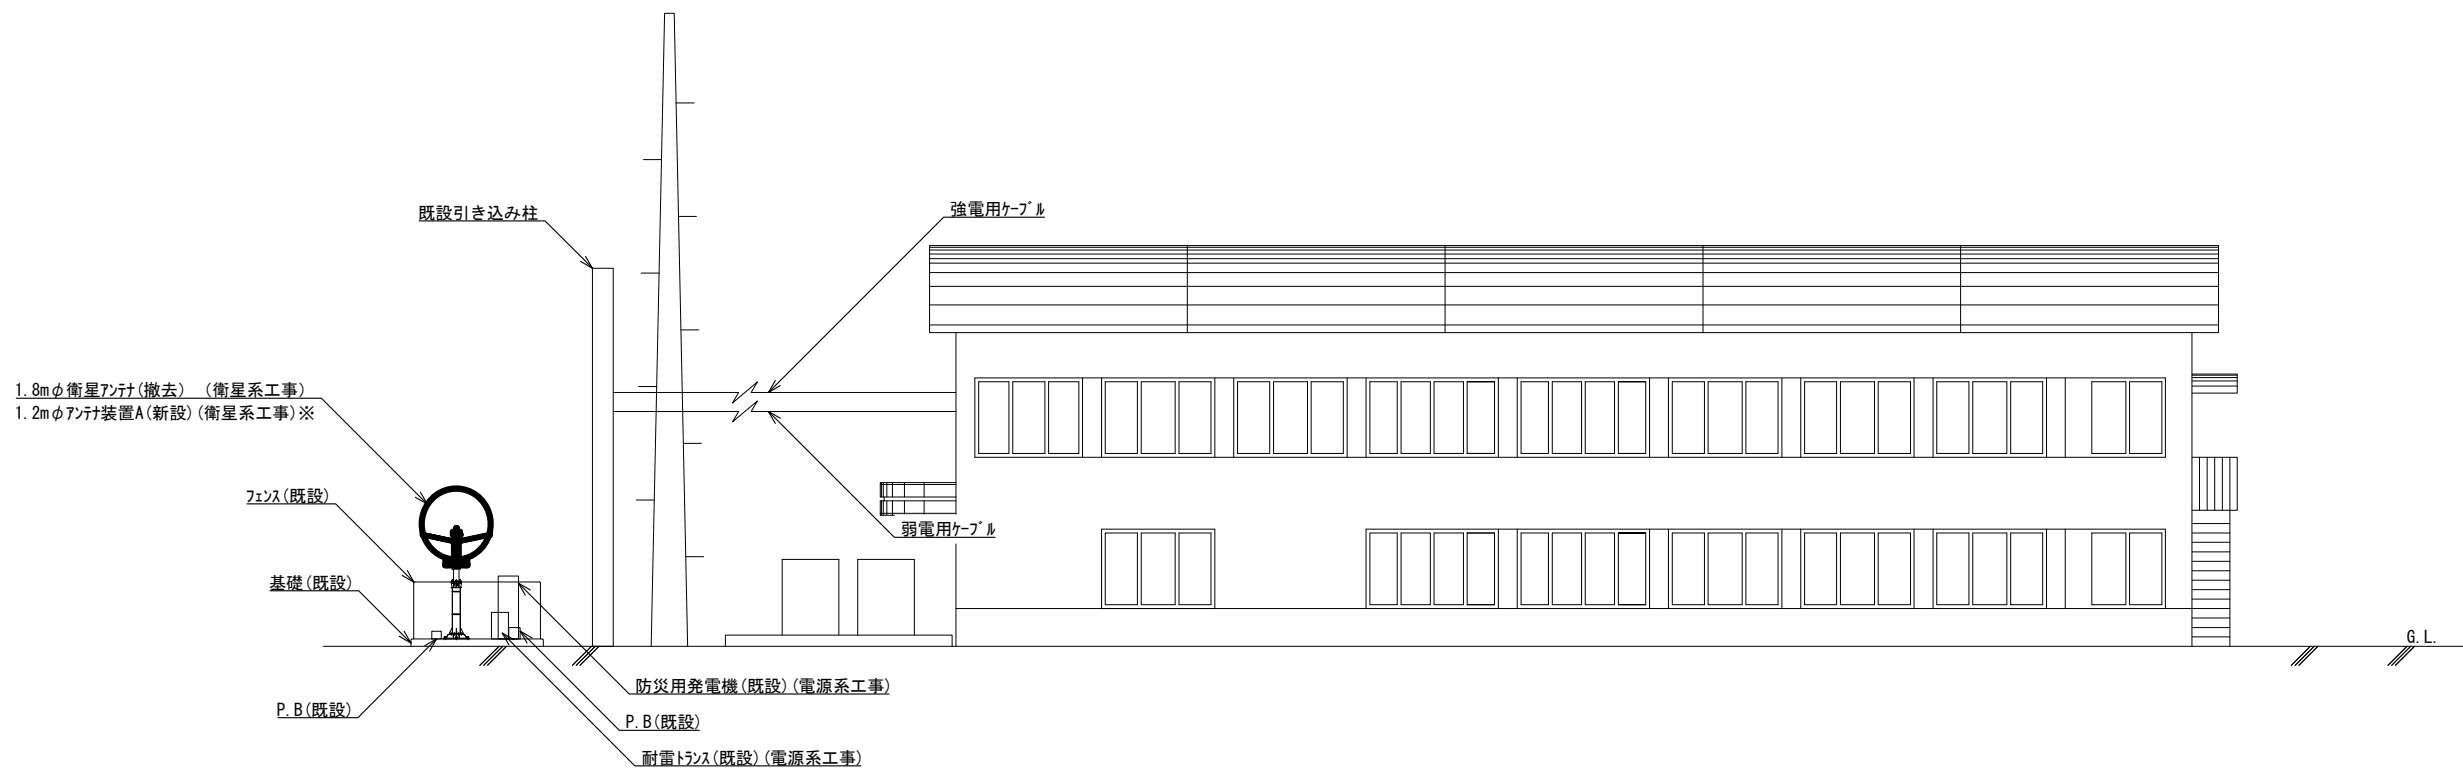 既設引き込み柱
強電用ｹｰﾌﾞﾙ
1.8mφ衛星ｱﾝﾃﾅ(撤去) (衛星系工事)
1.2mφｱﾝﾃﾅ装置A(新設)(衛星系工事)※
ﾌｪﾝｽ(既設)
弱電用ｹｰﾌﾞﾙ
基礎(既設)
G.L.
防災用発電機(既設)(電源系工事)
P.B(既設)
P.B(既設)
耐雷ﾄﾗﾝｽ(既設)(電源系工事)